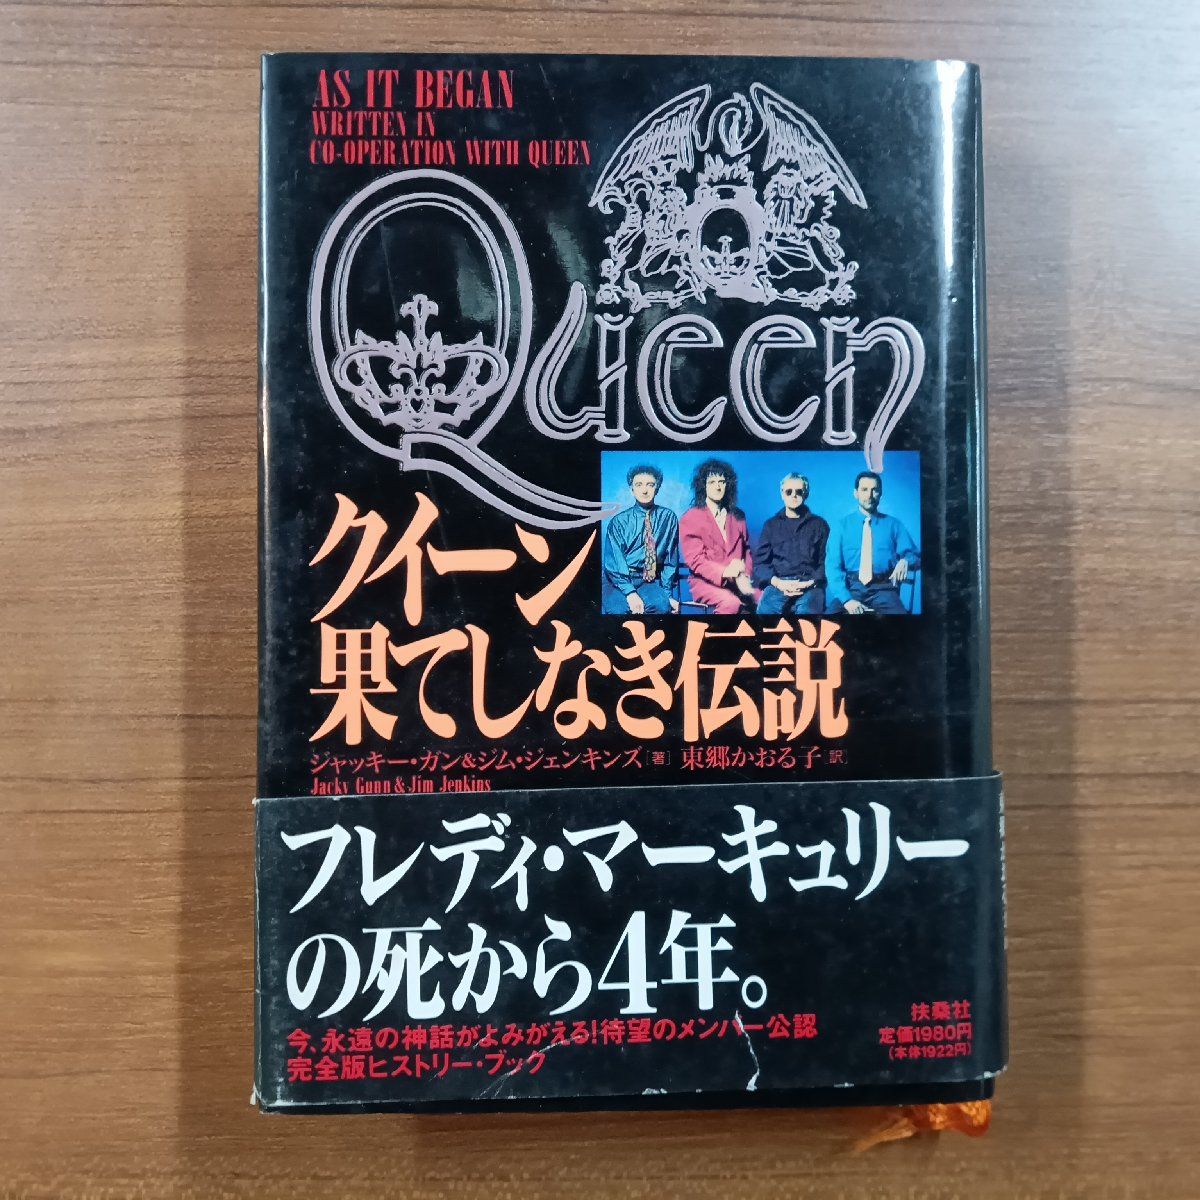 AS IT BEGAN
WRITTEN IN
CO-OPERATION WITH QUEEN
Queen
クイーン
果てしなき伝説
ジャッキー・ガン&ジム・ジェンキンズ[著] 東郷かおる子[訳]
Jacky Gunn & Jim Jenkins
フレディ・マーキュリー
の死から4年。
今、永遠の神話がよみがえる!待望のメンバー公認
完全版ヒストリー・ブック
扶桑社
定価1980円
(本体1922円)